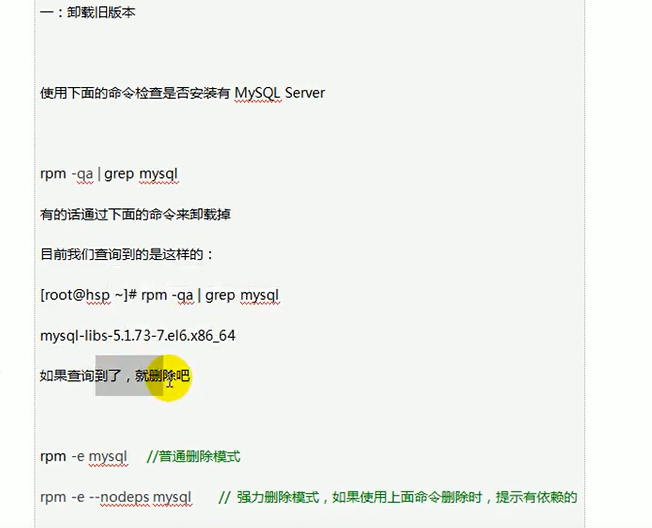 一：卸载旧版本
使用下面的命令检查是否安装有 MySQL Server
rpm -qa | grep mysql
有的话通过下面的命令来卸载掉
目前我们查询到的是这样的：
[root@hsp ~]# rpm -qa | grep mysql
mysql-libs-5.1.73-7.el6.x86_64
如果查询到了，就删除吧
rpm -e mysql //普通删除模式
rpm -e --nodeps mysql // 强力删除模式，如果使用上面命令删除时，提示有依赖的